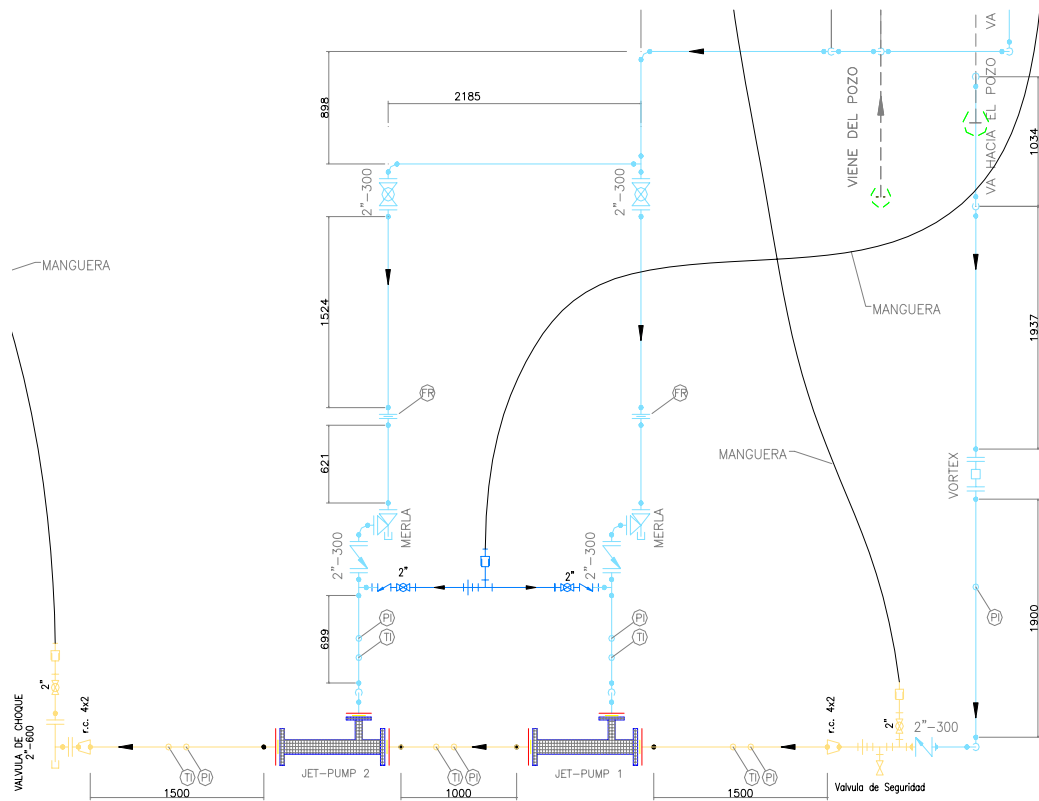 VA
2185
898
VIENE DEL POZO
VA HACIA EL POZO
1034
2"-300
2"-300
MANGUERA
1524
MANGUERA
1937
FR
FR
621
MANGUERA
VORTEX
MERLA
MERLA
2"-300
2"-300
2"
2"
699
PI
PI
PI
1900
TI
TI
VALVULA DE CHOQUE
2"-600
2"
r.c. 4x2
r.c. 4x2
2"
2"-300
JET-PUMP 2
JET-PUMP 1
TI
PI
TI
PI
TI
PI
Valvula de Seguridad
1500
1000
1500